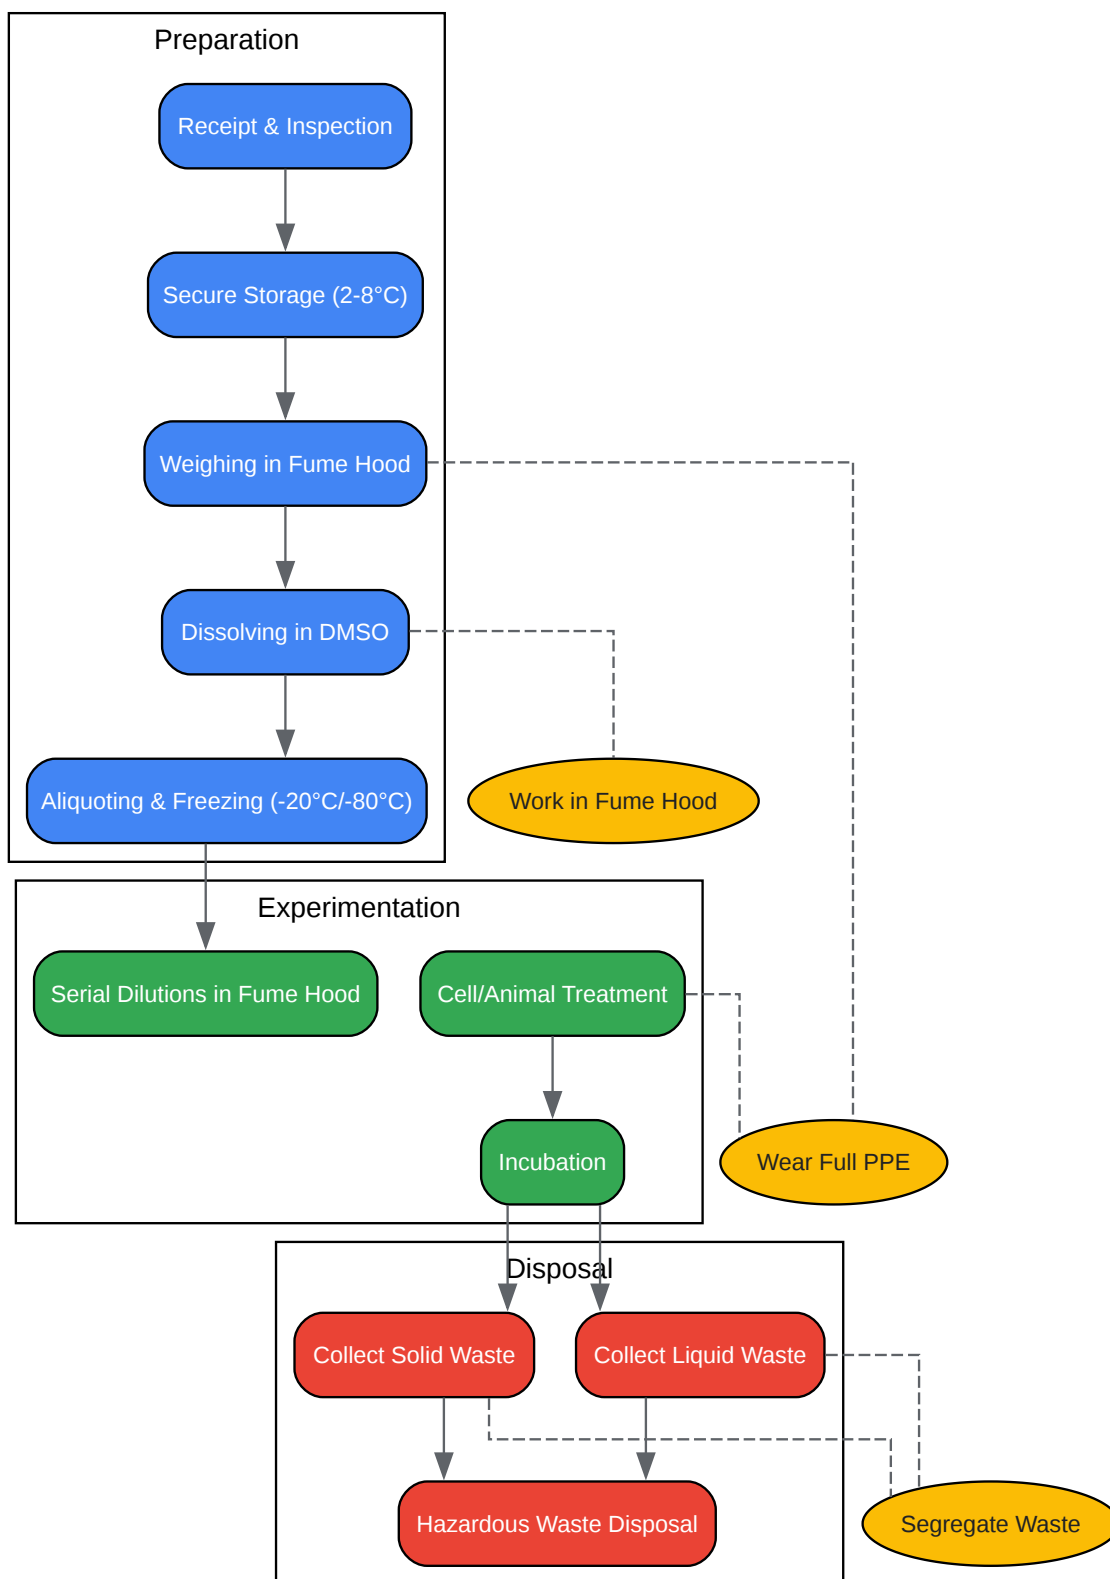 Preparation
Receipt & Inspection
Secure Storage (2-8°C)
Weighing in Fume Hood
Dissolving in DMSO
Aliquoting & Freezing (-20°C/-80°C)
Work in Fume Hood
Experimentation
Serial Dilutions in Fume Hood
Cell/Animal Treatment
Incubation
Wear Full PPE
Disposal
Collect Solid Waste
Collect Liquid Waste
Hazardous Waste Disposal
Segregate Waste